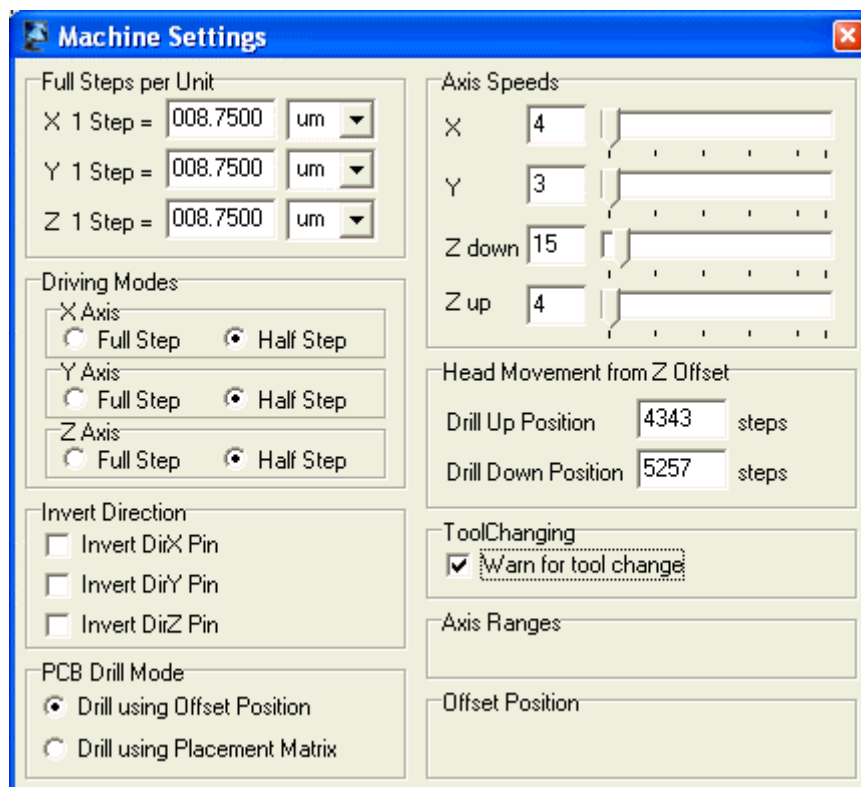 Machine Settings
Full Steps per Unit
X 1 Step = 008.7500 um
Y 1 Step = 008.7500 um
Z 1 Step = 008.7500 um
Driving Modes
X Axis
Full Step Half Step
Y Axis
Full Step Half Step
Z Axis
Full Step Half Step
Invert Direction
Invert DirX Pin
Invert DirY Pin
Invert DirZ Pin
PCB Drill Mode
Drill using Offset Position
Drill using Placement Matrix
Axis Speeds
X 4
Y 3
Z down 15
Z up 4
Head Movement from Z Offset
Drill Up Position 4343 steps
Drill Down Position 5257 steps
ToolChanging
Warn for tool change
Axis Ranges
Offset Position